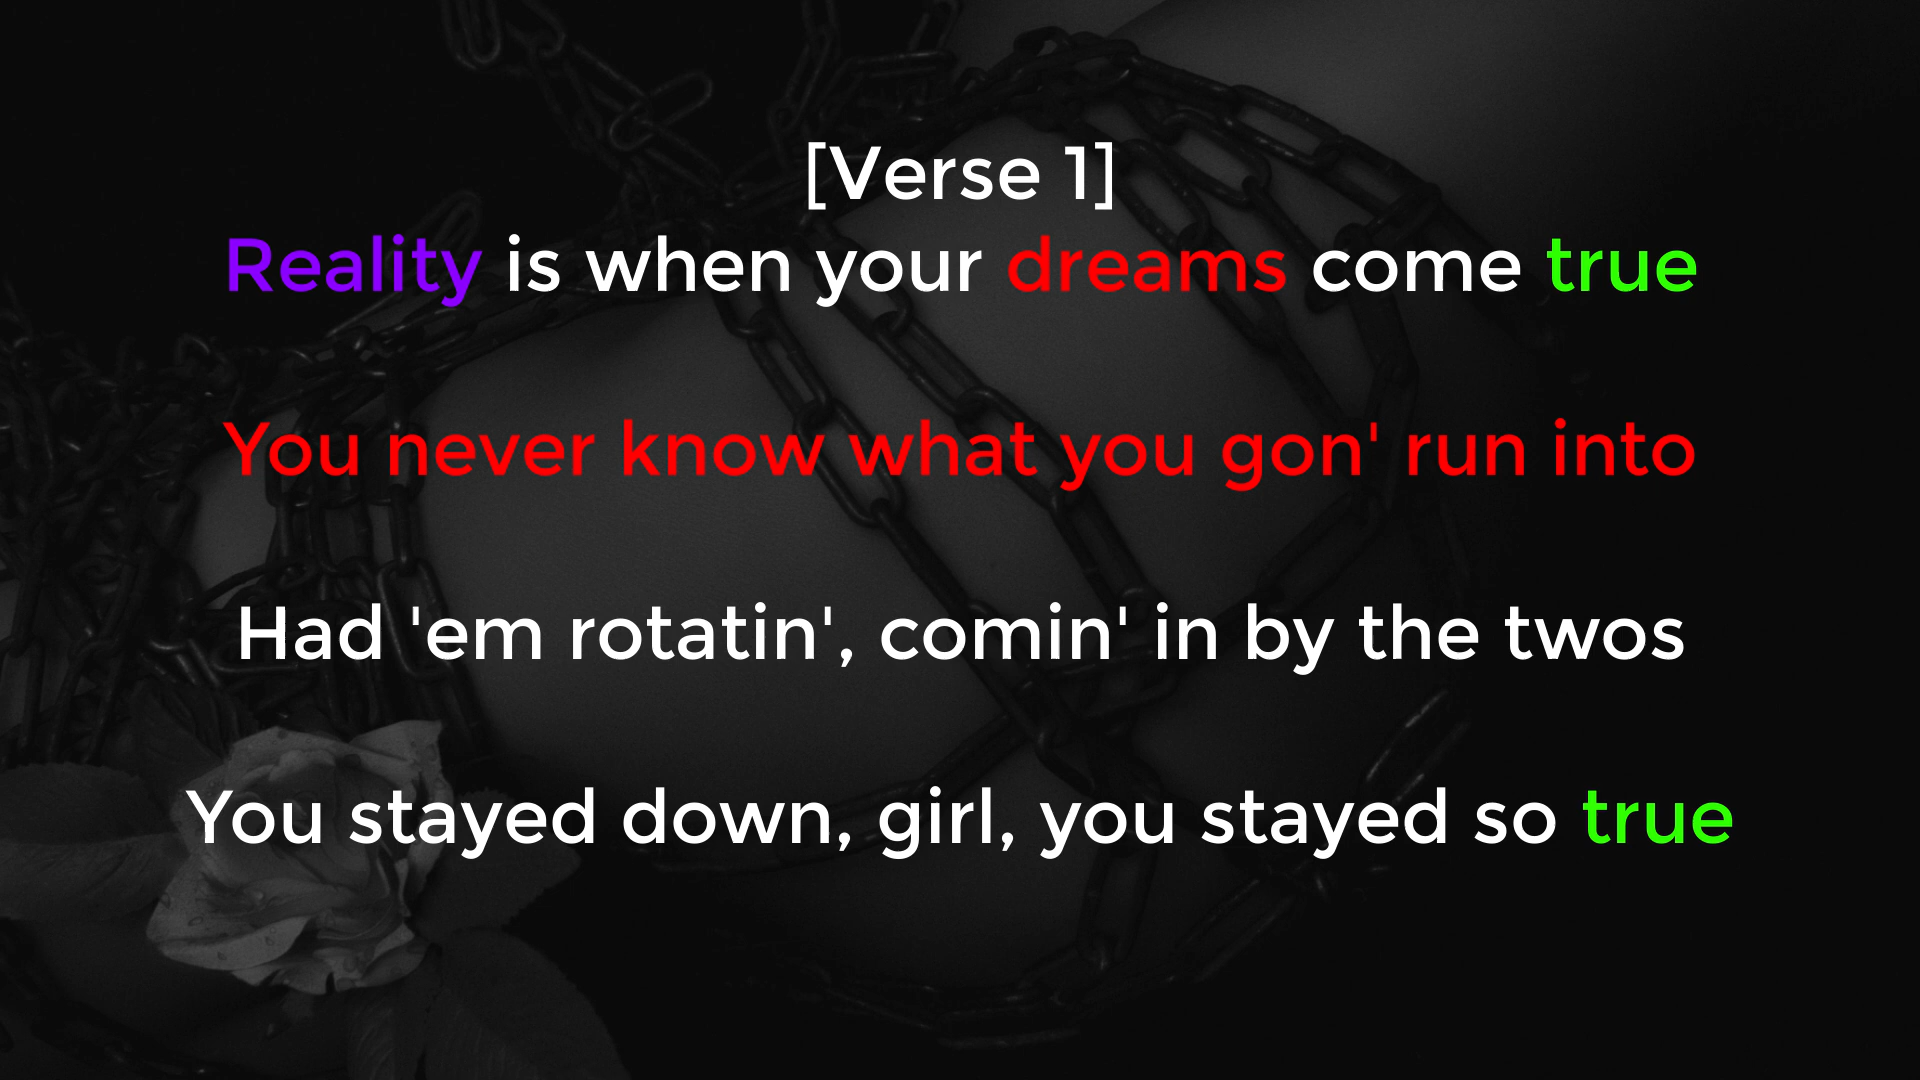 [Verse 1]
Reality is when your dreams come true
You never know what you gon' run into
Had 'em rotatin', comin' in by the twos
You stayed down, girl, you stayed so true